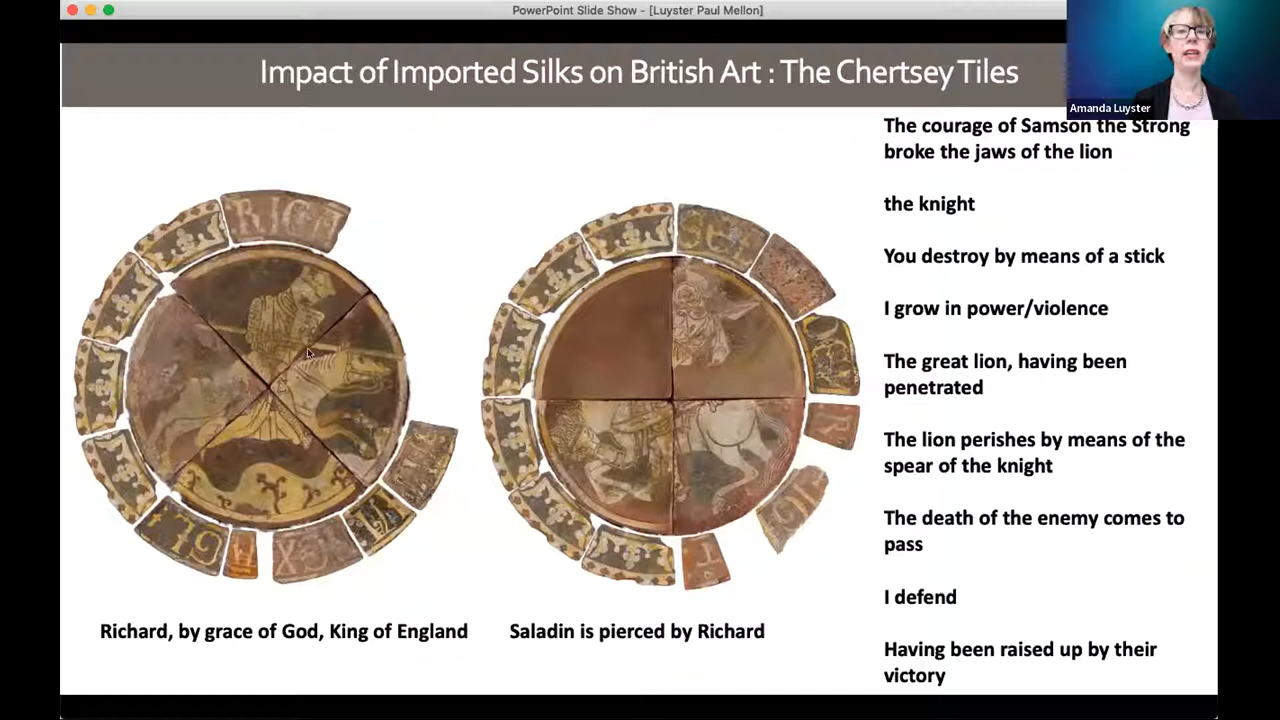 PowerPoint Slide Show - [Luyster Paul Mellon]
Impact of Imported Silks on British Art : The Chertsey Tiles
Amanda Luyster
The courage of Samson the Strong
broke the jaws of the lion
the knight
You destroy by means of a stick
I grow in power/violence
The great lion, having been
penetrated
The lion perishes by means of the
spear of the knight
The death of the enemy comes to
pass
I defend
Having been raised up by their
victory
RICA
Richard, by grace of God, King of England
Saladin is pierced by Richard